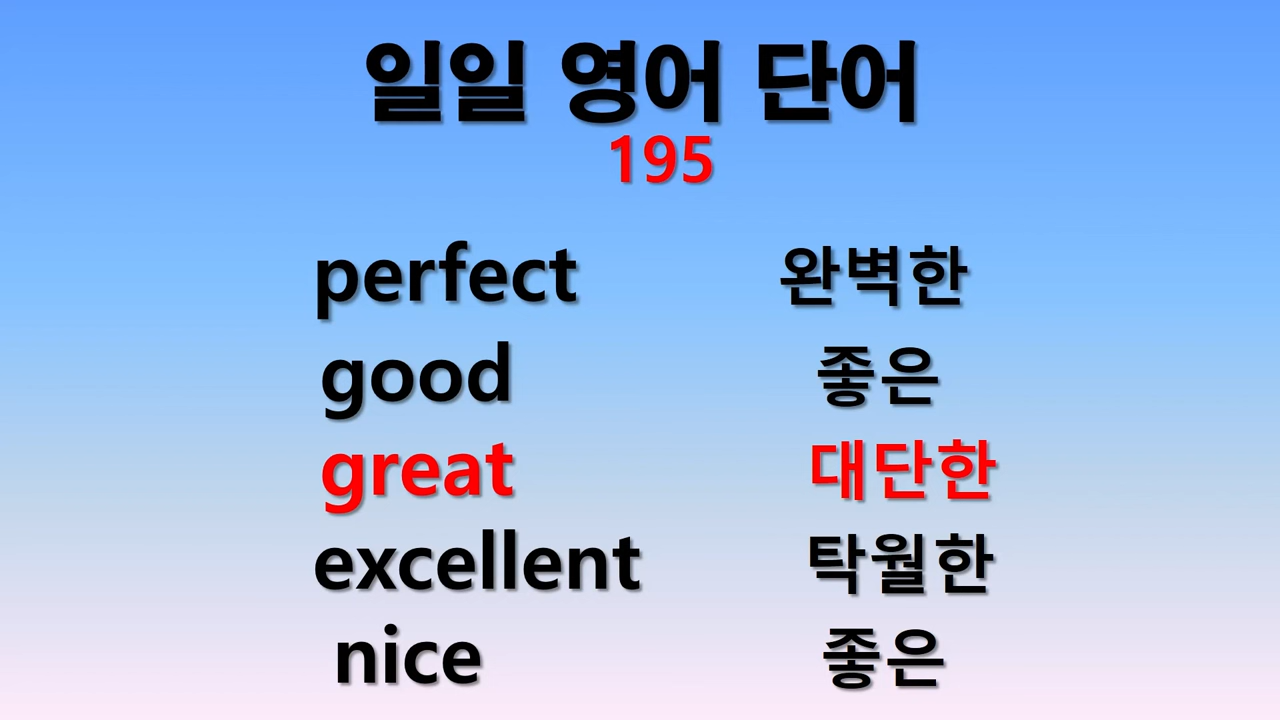 일일 영어 단어
195
perfect 완벽한
good 좋은
great 대단한
excellent 탁월한
nice 좋은